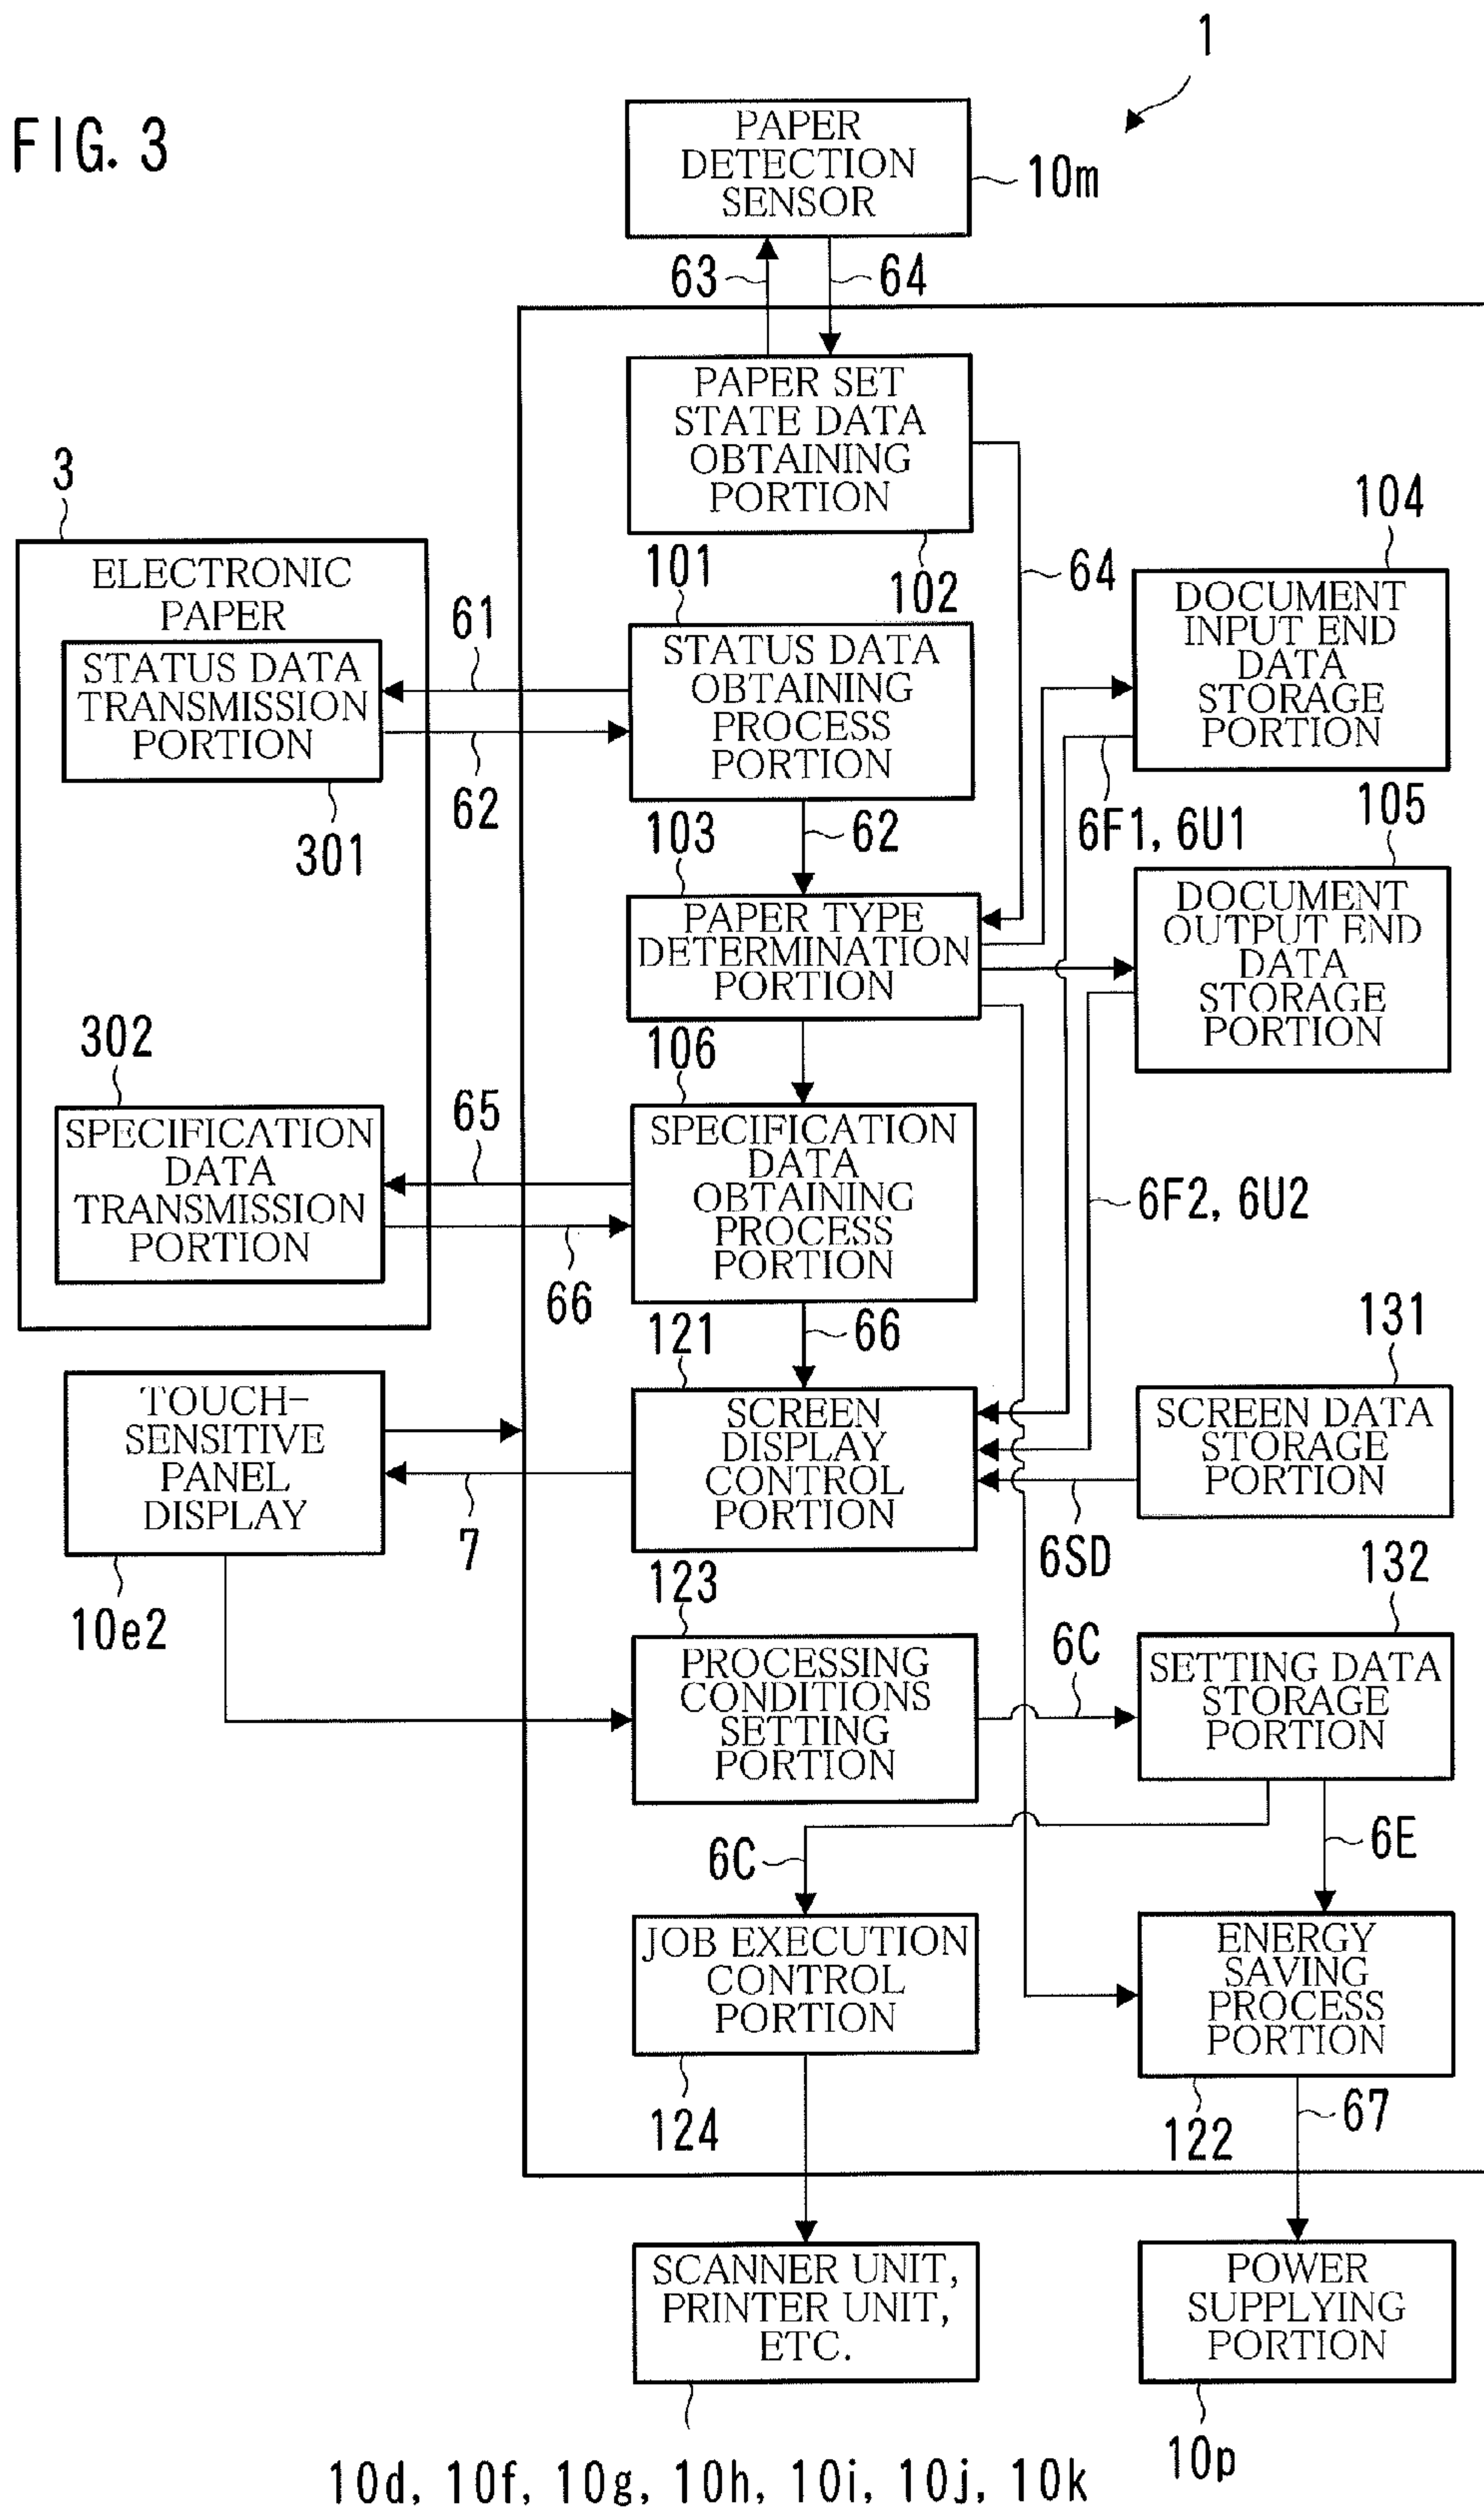 FIG. 3
1
PAPER
DETECTION
SENSOR
10m
63
64
PAPER SET
STATE DATA
OBTAINING
PORTION
102
64
3
ELECTRONIC
PAPER
STATUS DATA
TRANSMISSION
PORTION
301
61
62
101
STATUS DATA
OBTAINING
PROCESS
PORTION
62
104
DOCUMENT
INPUT END
DATA
STORAGE
PORTION
6F1, 6U1
103
PAPER TYPE
DETERMINATION
PORTION
105
DOCUMENT
OUTPUT END
DATA
STORAGE
PORTION
6F2, 6U2
302
SPECIFICATION
DATA
TRANSMISSION
PORTION
65
66
106
SPECIFICATION
DATA
OBTAINING
PROCESS
PORTION
66
TOUCH-
SENSITIVE
PANEL
DISPLAY
10e2
7
121
SCREEN
DISPLAY
CONTROL
PORTION
131
SCREEN DATA
STORAGE
PORTION
6SD
123
PROCESSING
CONDITIONS
SETTING
PORTION
6C
132
SETTING DATA
STORAGE
PORTION
6C
6E
JOB EXECUTION
CONTROL
PORTION
124
ENERGY
SAVING
PROCESS
PORTION
122
67
SCANNER UNIT,
PRINTER UNIT,
ETC.
10d, 10f, 10g, 10h, 10i, 10j, 10k
POWER
SUPPLYING
PORTION
10p